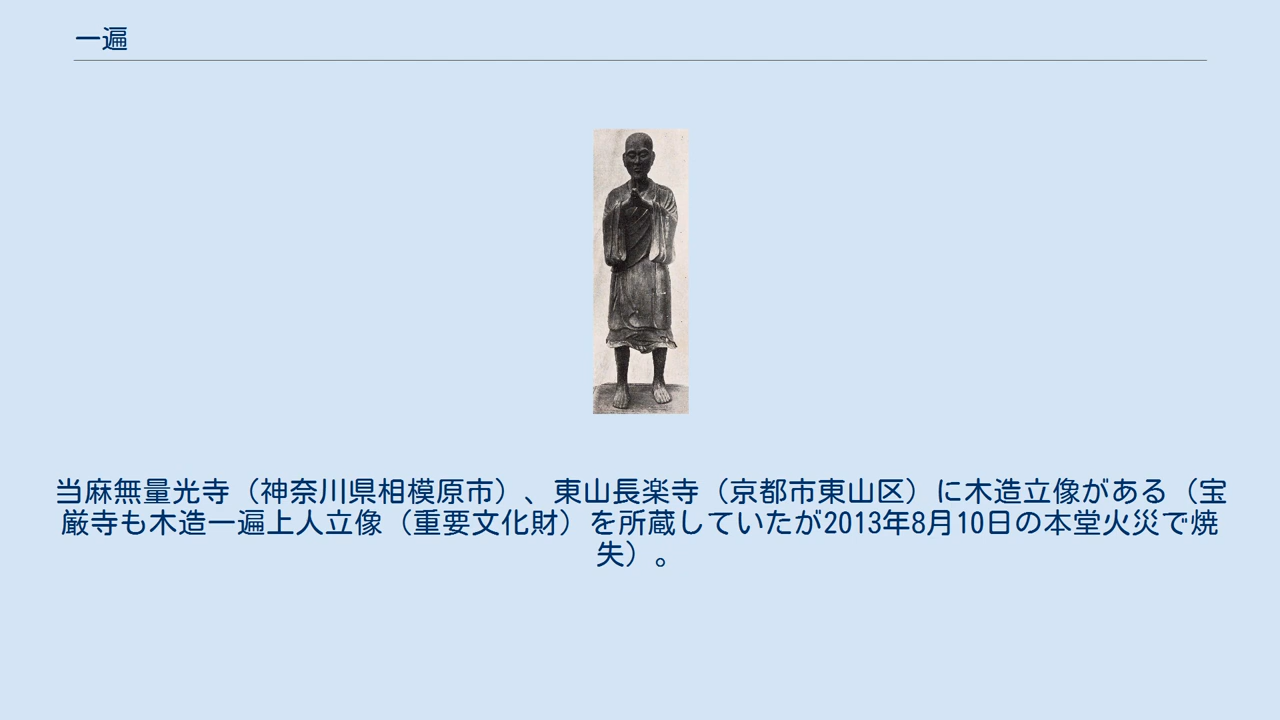 一遍
当麻無量光寺（神奈川県相模原市）、東山長楽寺（京都市東山区）に木造立像がある（宝
厳寺も木造一遍上人立像（重要文化財）を所蔵していたが2013年8月10日の本堂火災で焼
失）。